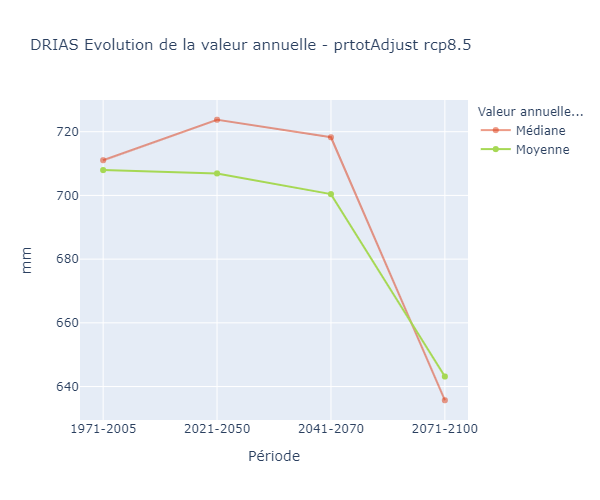 DRIAS Evolution de la valeur annuelle - prtotAdjust rcp8.5
Valeur annuelle...
Médiane
Moyenne
720
700
680
660
640
mm
1971-2005
2021-2050
2041-2070
2071-2100
Période